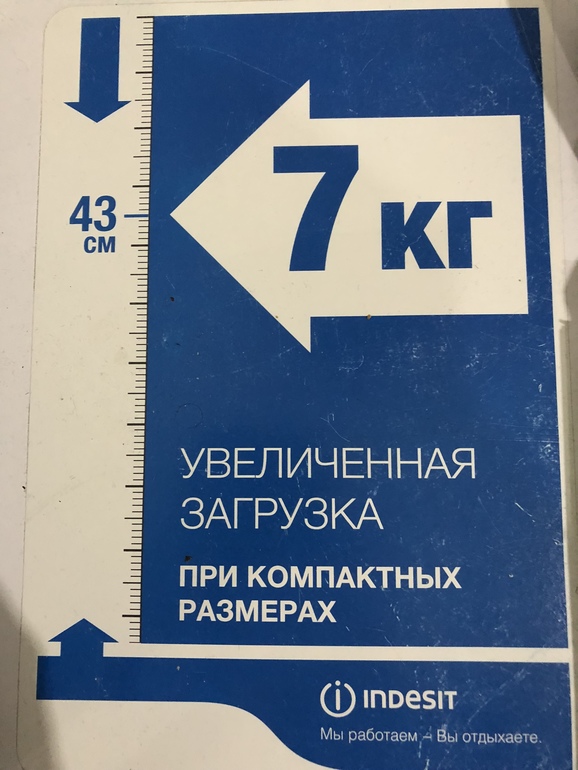 7 кг
43
СМ
УВЕЛИЧЕННАЯ
ЗАГРУЗКА
ПРИ КОМПАКТНЫХ
РАЗМЕРАХ
INDESIT
Мы работаем – Вы отдыхаете.